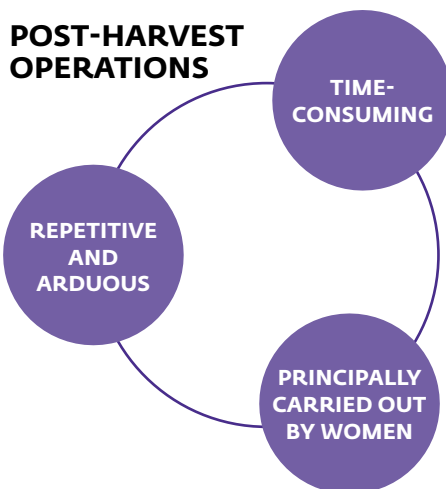 POST-HARVEST
OPERATIONS
TIME-
CONSUMING
REPETITIVE
AND
ARDUOUS
PRINCIPALLY
CARRIED OUT
BY WOMEN